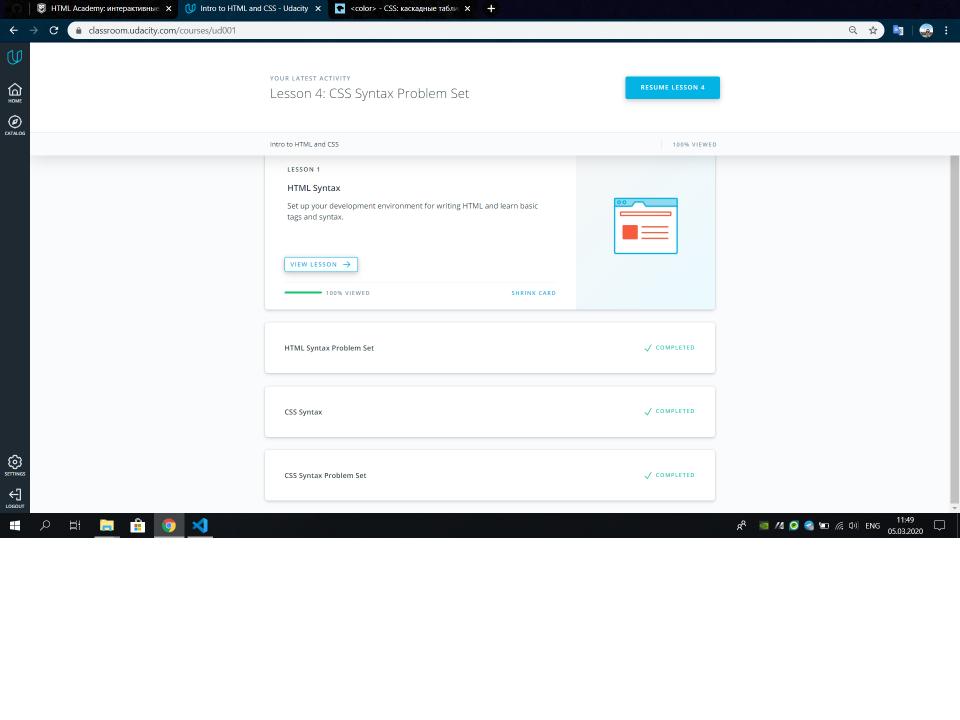 HTML Academy: интерактивные
Intro to HTML and CSS - Udacity
<color> - CSS: каскадные табли
classroom.udacity.com/courses/ud001
HOME
CATALOG
SETTINGS
LOGOUT
YOUR LATEST ACTIVITY
Lesson 4: CSS Syntax Problem Set
RESUME LESSON 4
Intro to HTML and CSS
100% VIEWED
LESSON 1
HTML Syntax
Set up your development environment for writing HTML and learn basic
tags and syntax.
VIEW LESSON
100% VIEWED
SHRINK CARD
HTML Syntax Problem Set
COMPLETED
CSS Syntax
COMPLETED
CSS Syntax Problem Set
COMPLETED
ENG
11:49
05.03.2020